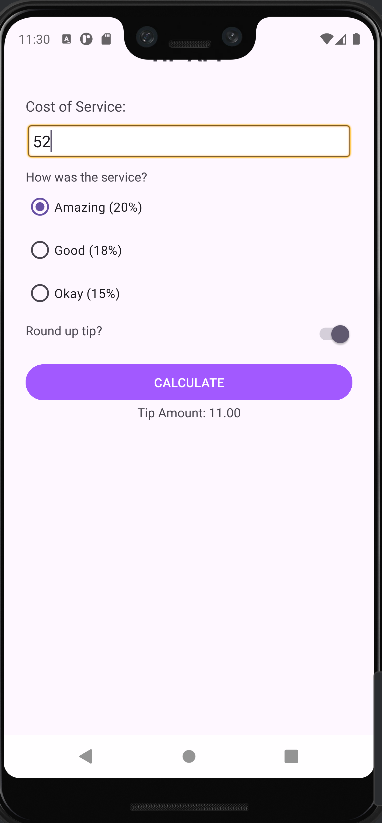 11:30
Cost of Service:
52
How was the service?
Amazing (20%)
Good (18%)
Okay (15%)
Round up tip?
CALCULATE
Tip Amount: 11.00